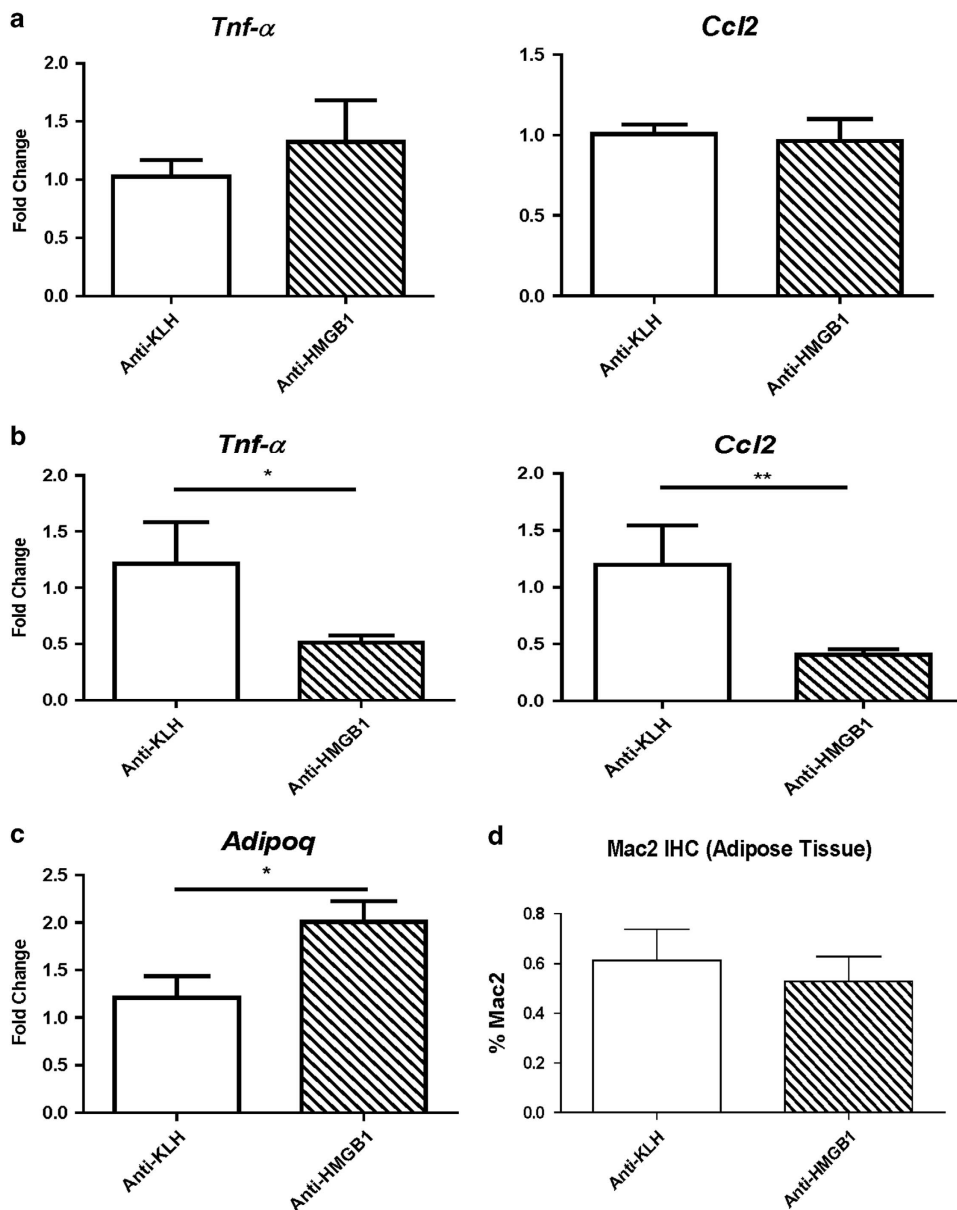 a
Tnf-α
Ccl2
Fold Change
2.0
1.5
1.0
0.5
0.0
Anti-KLH
Anti-HMGB1
1.5
1.0
0.5
0.0
Anti-KLH
Anti-HMGB1
b
Tnf-α
Ccl2
Fold Change
2.0
1.5
1.0
0.5
0.0
*
Anti-KLH
Anti-HMGB1
2.0
1.5
1.0
0.5
0.0
**
Anti-KLH
Anti-HMGB1
c
Adipoq
Fold Change
2.5
2.0
1.5
1.0
0.5
0.0
*
Anti-KLH
Anti-HMGB1
d
Mac2 IHC (Adipose Tissue)
% Mac2
0.8
0.6
0.4
0.2
0.0
Anti-KLH
Anti-HMGB1